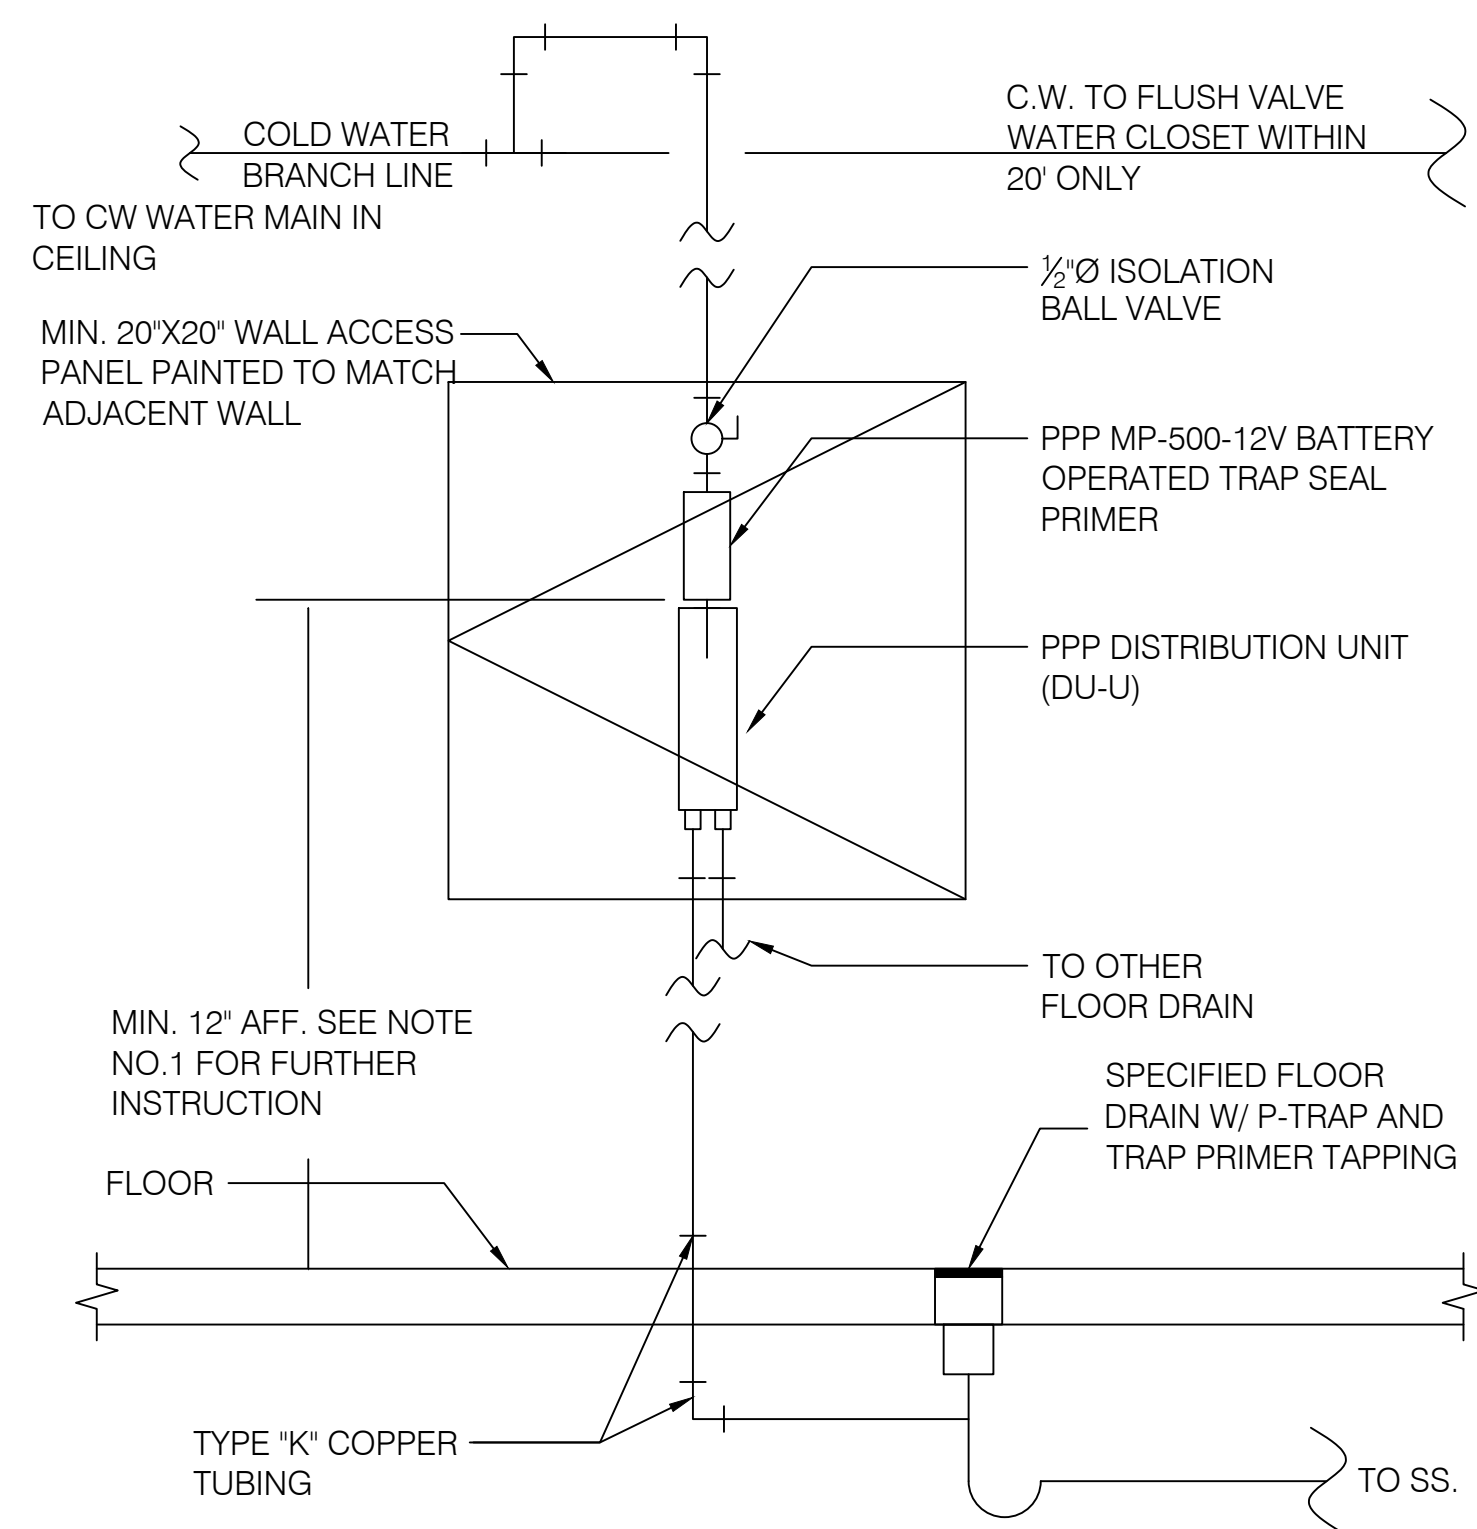 COLD WATER
BRANCH LINE
TO CW WATER MAIN IN
CEILING
C.W. TO FLUSH VALVE
WATER CLOSET WITHIN
20' ONLY
½"Ø ISOLATION
BALL VALVE
MIN. 20"X20" WALL ACCESS
PANEL PAINTED TO MATCH
ADJACENT WALL
PPP MP-500-12V BATTERY
OPERATED TRAP SEAL
PRIMER
PPP DISTRIBUTION UNIT
(DU-U)
TO OTHER
FLOOR DRAIN
MIN. 12" AFF. SEE NOTE
NO.1 FOR FURTHER
INSTRUCTION
SPECIFIED FLOOR
DRAIN W/ P-TRAP AND
TRAP PRIMER TAPPING
FLOOR
TYPE "K" COPPER
TUBING
TO SS.